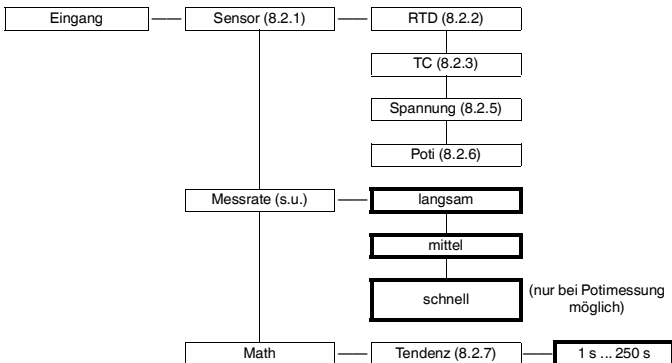 Eingang
Sensor (8.2.1)
RTD (8.2.2)
TC (8.2.3)
Spannung (8.2.5)
Poti (8.2.6)
Messrate (s.u.)
langsam
mittel
schnell
(nur bei Potimessung
möglich)
Math
Tendenz (8.2.7)
1 s ... 250 s